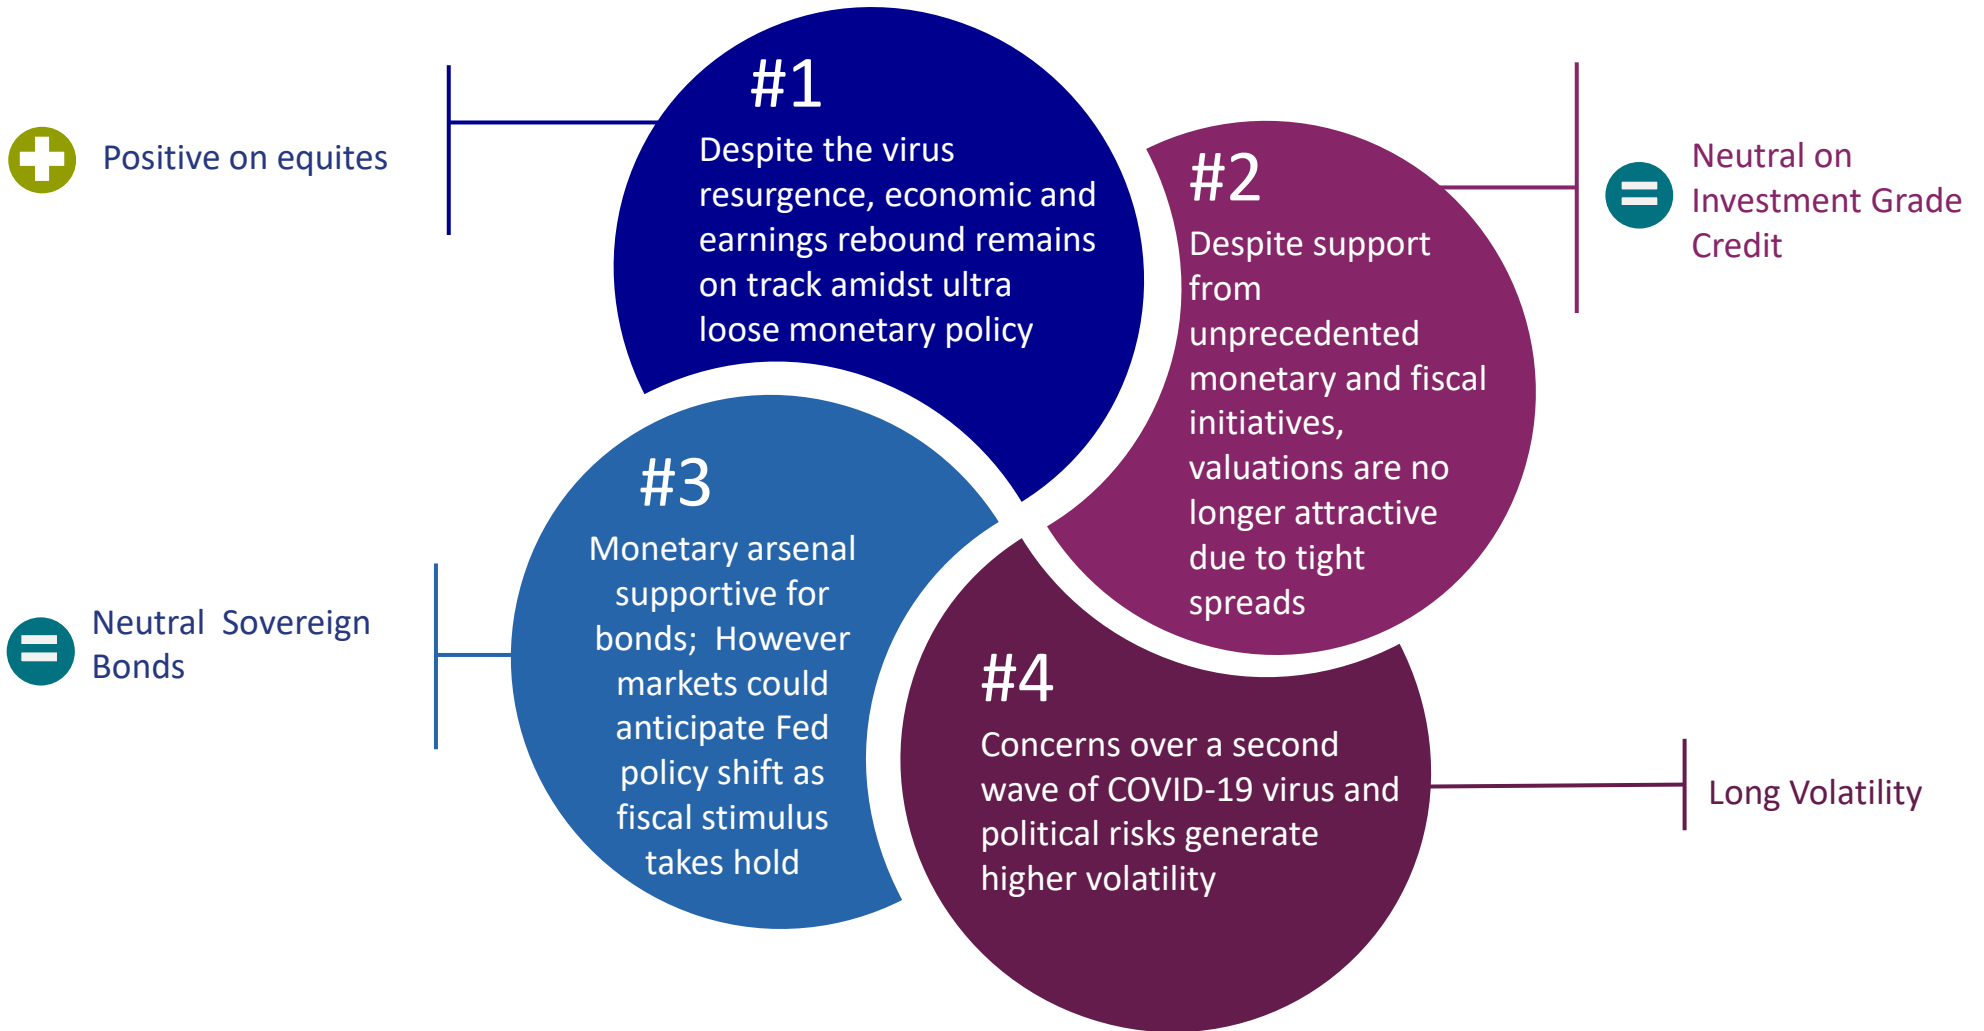 Positive on equites
#1
Despite the virus
resurgence, economic and
earnings rebound remains
on track amidst ultra
loose monetary policy
#2
Despite support
from
unprecedented
monetary and fiscal
initiatives,
valuations are no
longer attractive
due to tight
spreads
Neutral on
Investment Grade
Credit
Neutral Sovereign
Bonds
#3
Monetary arsenal
supportive for
bonds; However
markets could
anticipate Fed
policy shift as
fiscal stimulus
takes hold
#4
Concerns over a second
wave of COVID-19 virus and
political risks generate
higher volatility
Long Volatility